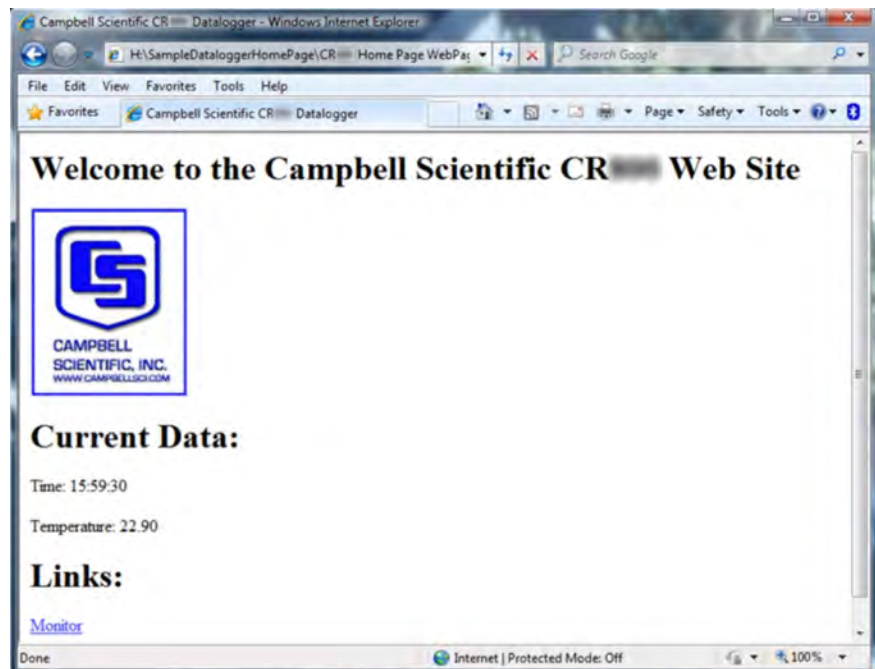 Campbell Scientific CR Datalogger - Windows Internet Explorer
H:\SampleDataloggerHomePage\CR Home Page WebPag
Search Google
File Edit View Favorites Tools Help
Favorites Campbell Scientific CR Datalogger Page Safety Tools
Welcome to the Campbell Scientific CR Web Site
CS
CAMPBELL
SCIENTIFIC, INC.
WWW.CAMPBELLSCI.COM
Current Data:
Time: 15:59:30
Temperature: 22.90
Links:
Monitor
Done Internet | Protected Mode: Off 100%